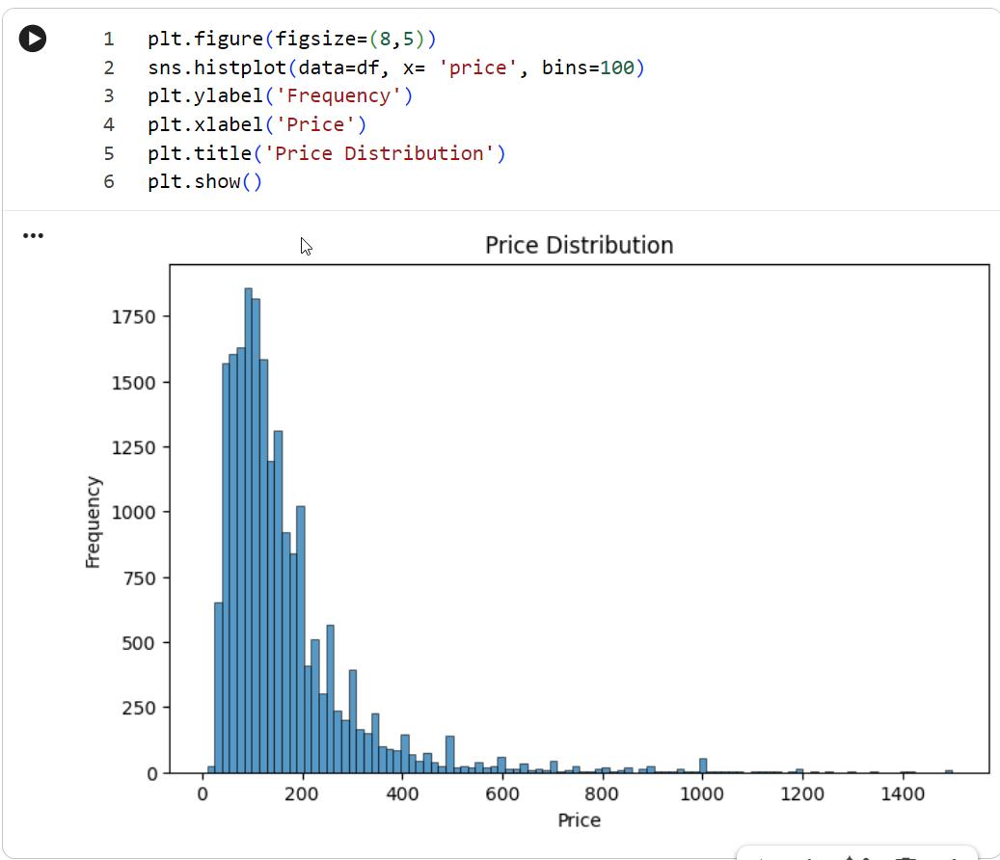 1 plt.figure(figsize=(8,5))
2 sns.histplot(data=df, x= 'price', bins=100)
3 plt.ylabel('Frequency')
4 plt.xlabel('Price')
5 plt.title('Price Distribution')
6 plt.show()
Price Distribution
1750
1500
1250
1000
750
500
250
0
Frequency
0 200 400 600 800 1000 1200 1400
Price